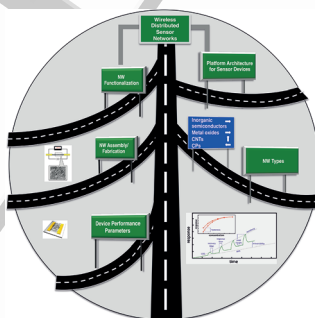 Wireless
Distributed
Sensor
Networks
NW
Functionalization
Platform Architecture
for Sensor Devices
Inorganic
semiconductors
Metal oxides
CNTs
CPs
NW Assembly/
Fabrication
NW Types
Device Performance
Parameters
response
time